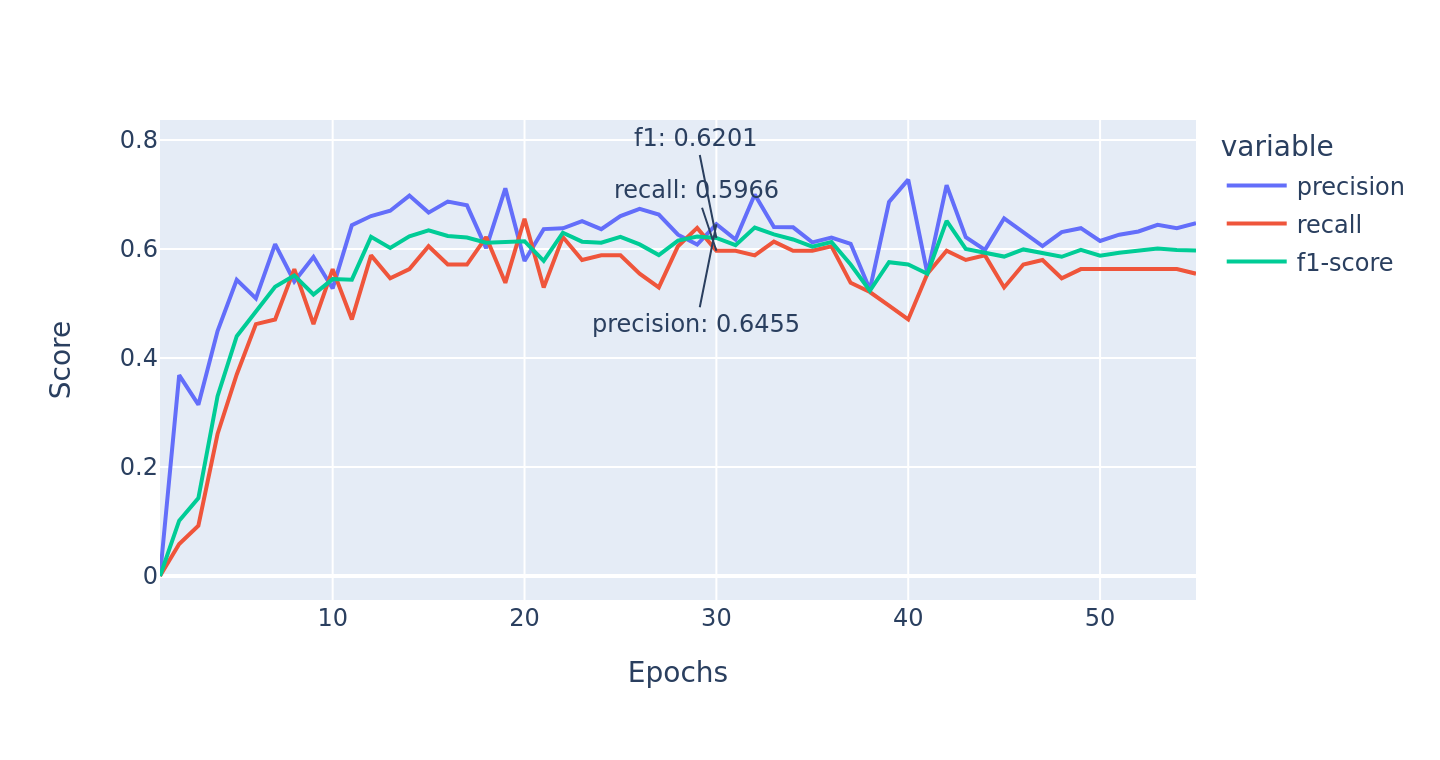 0.8
0.6
0.4
0.2
0
Score
f1: 0.6201
recall: 0.5966
precision: 0.6455
10
20
30
40
50
Epochs
variable
precision
recall
f1-score